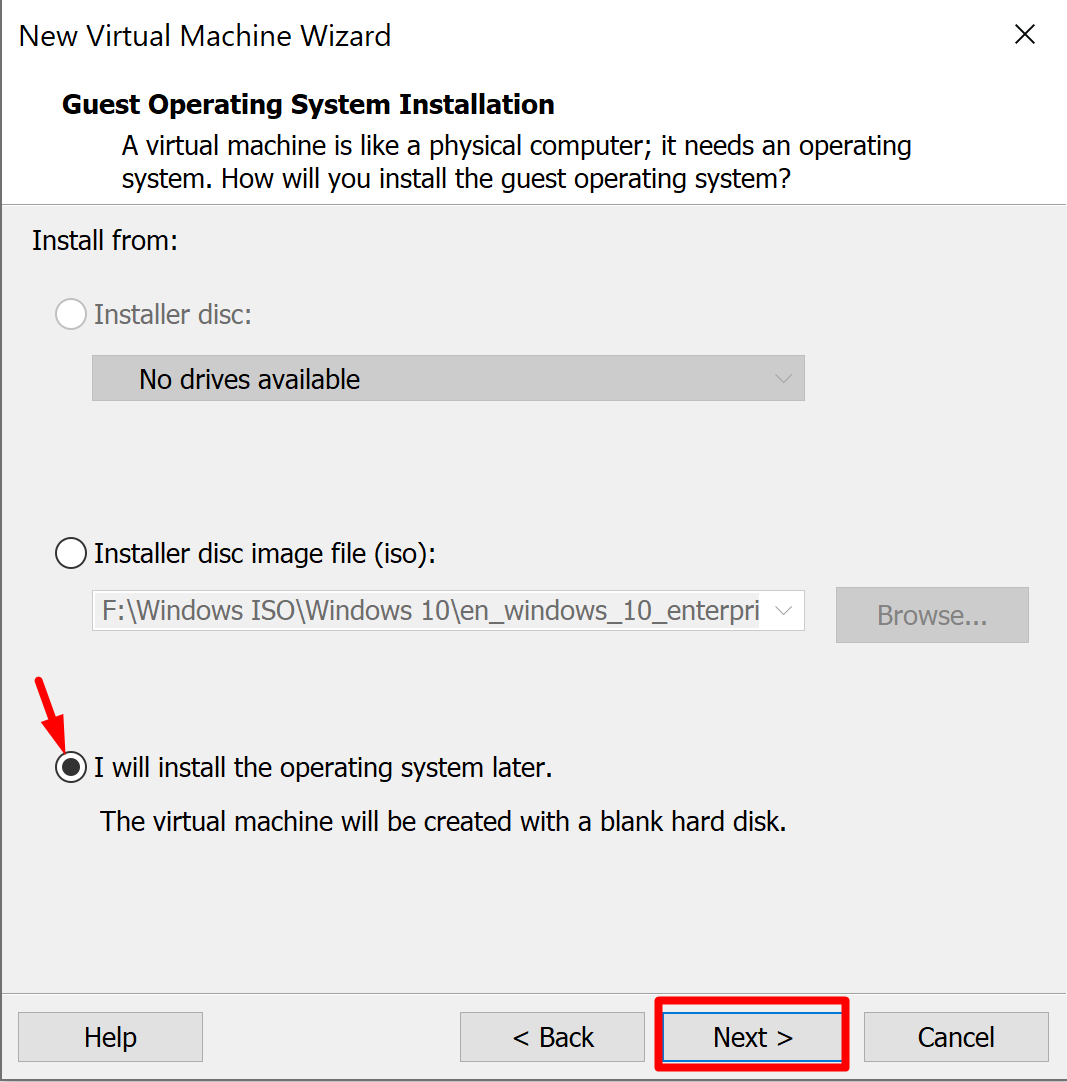 New Virtual Machine Wizard
Guest Operating System Installation
A virtual machine is like a physical computer; it needs an operating
system. How will you install the guest operating system?
Install from:
Installer disc:
No drives available
Installer disc image file (iso):
F:\Windows ISO\Windows 10\en_windows_10_enterpri
Browse...
I will install the operating system later.
The virtual machine will be created with a blank hard disk.
Help
< Back
Next >
Cancel